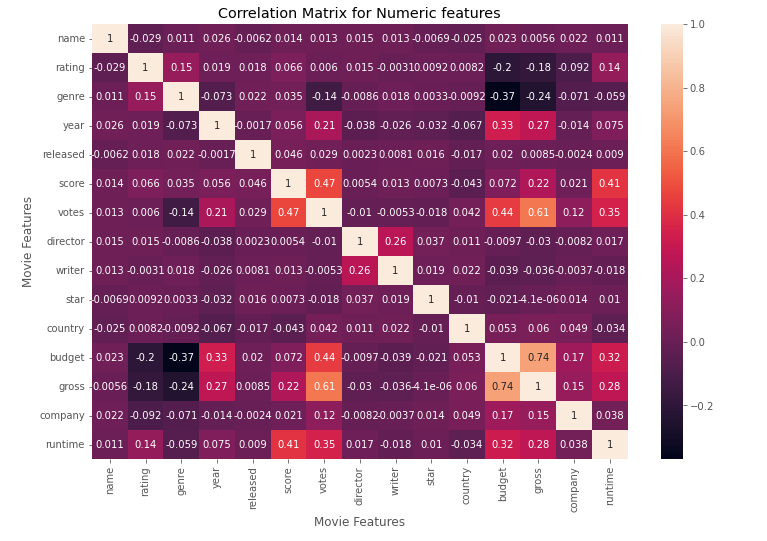 Correlation Matrix for Numeric features
Movie Features
name 1 -0.029 0.011 0.026 -0.0062 0.014 0.013 0.015 0.013 -0.0069 -0.025 0.023 0.0056 0.022 0.011
rating -0.029 1 0.15 0.019 0.018 0.066 0.006 0.015 -0.0031 0.0092 0.0082 -0.2 -0.18 -0.092 0.14
genre 0.011 0.15 1 -0.073 0.022 0.035 -0.14 -0.0086 0.018 0.0033 -0.0092 -0.37 -0.24 -0.071 -0.059
year 0.026 0.019 -0.073 1 -0.0017 0.056 0.21 -0.038 -0.026 -0.032 -0.067 0.33 0.27 -0.014 0.075
released -0.0062 0.018 0.022 -0.0017 1 0.046 0.029 0.0023 0.0081 0.016 -0.017 0.02 0.0085 -0.0024 0.009
score 0.014 0.066 0.035 0.056 0.046 1 0.47 0.0054 0.013 0.0073 -0.043 0.072 0.22 0.021 0.41
votes 0.013 0.006 -0.14 0.21 0.029 0.47 1 -0.01 -0.0053 -0.018 0.042 0.44 0.61 0.12 0.35
director 0.015 0.015 -0.0086 -0.038 0.0023 0.0054 -0.01 1 0.26 0.037 0.011 -0.0097 -0.03 -0.0082 0.017
writer 0.013 -0.0031 0.018 -0.026 0.0081 0.013 -0.0053 0.26 1 0.019 0.022 -0.039 -0.036 -0.0037 -0.018
star -0.0069 0.0092 0.0033 -0.032 0.016 0.0073 -0.018 0.037 0.019 1 -0.01 -0.021 -4.1e-06 0.014 0.01
country -0.025 0.0082 -0.0092 -0.067 -0.017 -0.043 0.042 0.011 0.022 -0.01 1 0.053 0.06 0.049 -0.034
budget 0.023 -0.2 -0.37 0.33 0.02 0.072 0.44 -0.0097 -0.039 -0.021 0.053 1 0.74 0.17 0.32
gross 0.0056 -0.18 -0.24 0.27 0.0085 0.22 0.61 -0.03 -0.036 -4.1e-06 0.06 0.74 1 0.15 0.28
company 0.022 -0.092 -0.071 -0.014 -0.0024 0.021 0.12 -0.0082 -0.0037 0.014 0.049 0.17 0.15 1 0.038
runtime 0.011 0.14 -0.059 0.075 0.009 0.41 0.35 0.017 -0.018 0.01 -0.034 0.32 0.28 0.038 1
name rating genre year released score votes director writer star country budget gross company runtime
Movie Features
1.0
0.8
0.6
0.4
0.2
0.0
−0.2